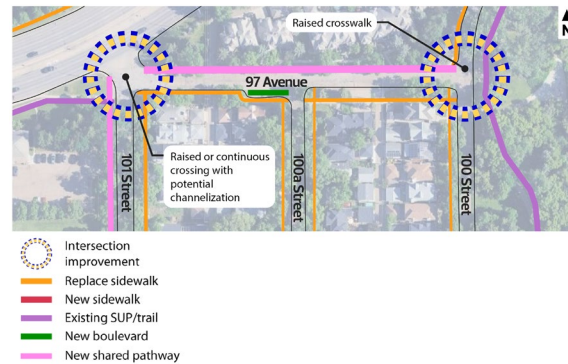 Raised crosswalk
N
97 Avenue
Raised or continuous
crossing with
potential
channelization
101 Street
100a Street
100 Street
Intersection
improvement
Replace sidewalk
New sidewalk
Existing SUP/trail
New boulevard
New shared pathway